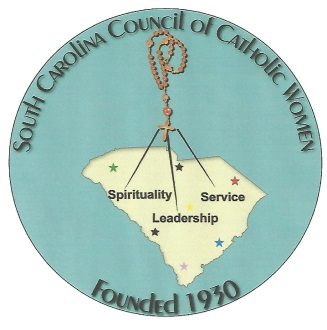 South Carolina Council of Catholic Women
Spirituality
Service
Leadership
Founded 1930